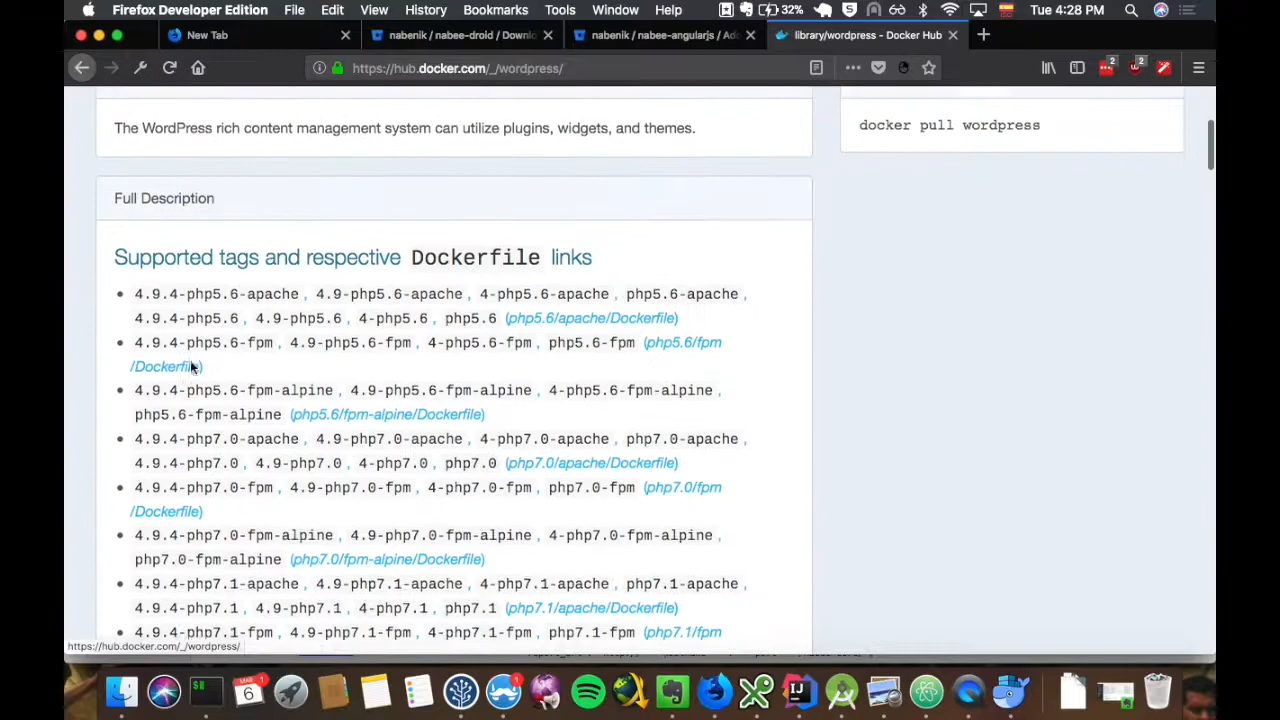 Firefox Developer Edition File Edit View History Bookmarks Tools Window Help 32% Tue 4:28 PM
New Tab nabenik / nabee-droid / Downlo nabenik / nabee-angularjs / Ad library/wordpress - Docker Hub
https://hub.docker.com/_/wordpress/ 2 2
The WordPress rich content management system can utilize plugins, widgets, and themes.
docker pull wordpress
Full Description
Supported tags and respective Dockerfile links
4.9.4-php5.6-apache , 4.9-php5.6-apache , 4-php5.6-apache , php5.6-apache ,
4.9.4-php5.6 , 4.9-php5.6 , 4-php5.6 , php5.6 (php5.6/apache/Dockerfile)
4.9.4-php5.6-fpm , 4.9-php5.6-fpm , 4-php5.6-fpm , php5.6-fpm (php5.6/fpm
/Dockerfile)
4.9.4-php5.6-fpm-alpine , 4.9-php5.6-fpm-alpine , 4-php5.6-fpm-alpine ,
php5.6-fpm-alpine (php5.6/fpm-alpine/Dockerfile)
4.9.4-php7.0-apache , 4.9-php7.0-apache , 4-php7.0-apache , php7.0-apache ,
4.9.4-php7.0 , 4.9-php7.0 , 4-php7.0 , php7.0 (php7.0/apache/Dockerfile)
4.9.4-php7.0-fpm , 4.9-php7.0-fpm , 4-php7.0-fpm , php7.0-fpm (php7.0/fpm
/Dockerfile)
4.9.4-php7.0-fpm-alpine , 4.9-php7.0-fpm-alpine , 4-php7.0-fpm-alpine ,
php7.0-fpm-alpine (php7.0/fpm-alpine/Dockerfile)
4.9.4-php7.1-apache , 4.9-php7.1-apache , 4-php7.1-apache , php7.1-apache ,
4.9.4-php7.1 , 4.9-php7.1 , 4-php7.1 , php7.1 (php7.1/apache/Dockerfile)
4.9.4-php7.1-fpm , 4.9-php7.1-fpm , 4-php7.1-fpm , php7.1-fpm (php7.1/fpm
https://hub.docker.com/_/wordpress/
MAR 6 1 1